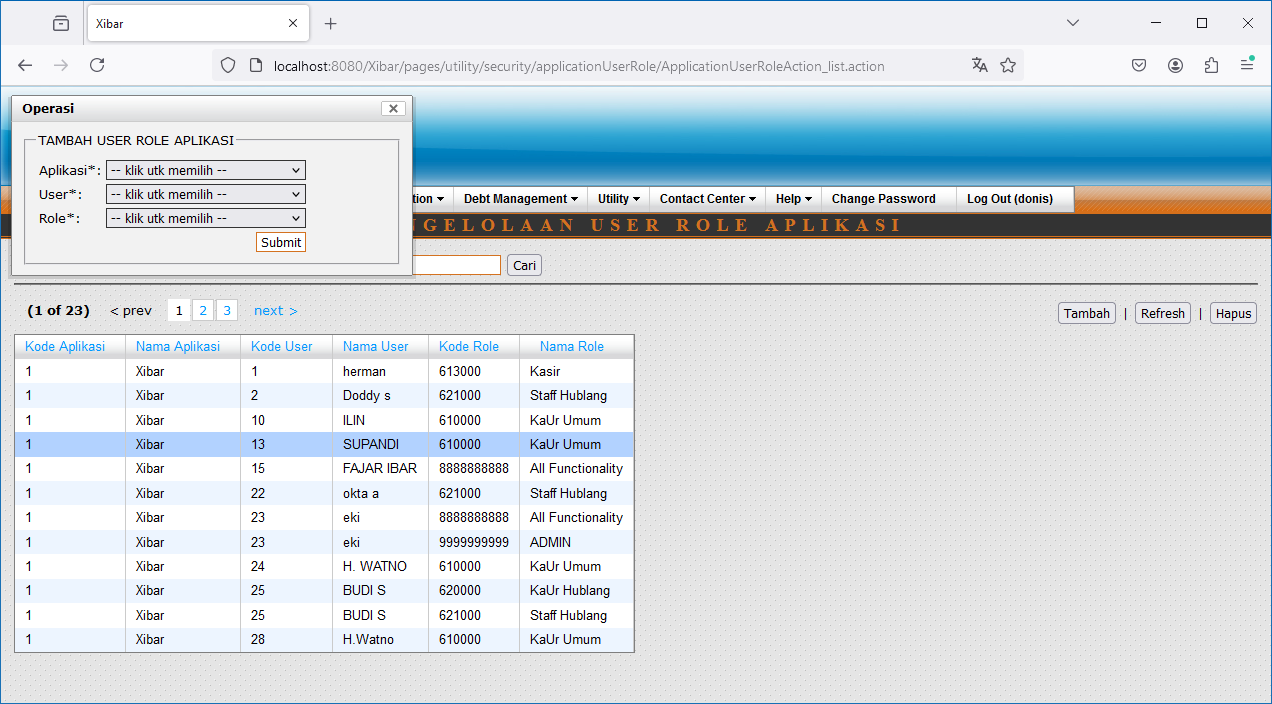 Xibar
localhost:8080/Xibar/pages/utility/security/applicationUserRole/ApplicationUserRoleAction_list.action
Operasi
TAMBAH USER ROLE APLIKASI
Aplikasi*: -- klik utk memilih --
User*: -- klik utk memilih --
Role*: -- klik utk memilih --
Submit
tion Debt Management Utility Contact Center Help Change Password Log Out (donis)
NGELOLAAN USER ROLE APLIKASI
Cari
(1 of 23) < prev 1 2 3 next > Tambah | Refresh | Hapus
Kode Aplikasi Nama Aplikasi Kode User Nama User Kode Role Nama Role
1 Xibar 1 herman 613000 Kasir
1 Xibar 2 Doddy s 621000 Staff Hublang
1 Xibar 10 ILIN 610000 KaUr Umum
1 Xibar 13 SUPANDI 610000 KaUr Umum
1 Xibar 15 FAJAR IBAR 8888888888 All Functionality
1 Xibar 22 okta a 621000 Staff Hublang
1 Xibar 23 eki 8888888888 All Functionality
1 Xibar 23 eki 9999999999 ADMIN
1 Xibar 24 H. WATNO 610000 KaUr Umum
1 Xibar 25 BUDI S 620000 KaUr Hublang
1 Xibar 25 BUDI S 621000 Staff Hublang
1 Xibar 28 H.Watno 610000 KaUr Umum